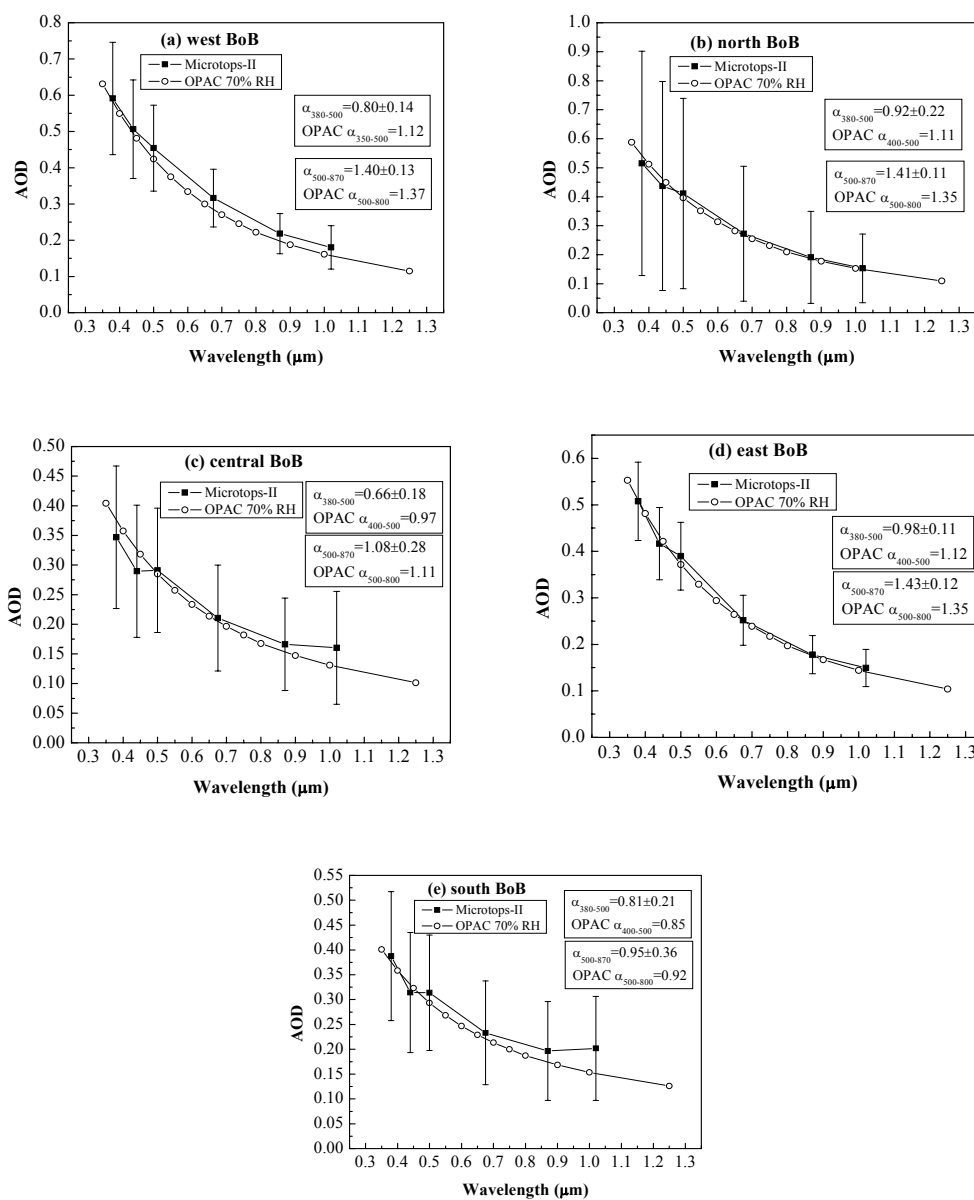 (a) west BoB
Microtops-II
OPAC 70% RH
α380-500=0.80±0.14
OPAC α350-500=1.12
α500-870=1.40±0.13
OPAC α500-800=1.37
AOD
0.8
0.7
0.6
0.5
0.4
0.3
0.2
0.1
0.0
0.3 0.4 0.5 0.6 0.7 0.8 0.9 1.0 1.1 1.2 1.3
Wavelength (μm)
(b) north BoB
Microtops-II
OPAC 70% RH
α380-500=0.92±0.22
OPAC α400-500=1.11
α500-870=1.41±0.11
OPAC α500-800=1.35
AOD
1.0
0.9
0.8
0.7
0.6
0.5
0.4
0.3
0.2
0.1
0.0
0.3 0.4 0.5 0.6 0.7 0.8 0.9 1.0 1.1 1.2 1.3
Wavelength (μm)
(c) central BoB
Microtops-II
OPAC 70% RH
α380-500=0.66±0.18
OPAC α400-500=0.97
α500-870=1.08±0.28
OPAC α500-800=1.11
AOD
0.50
0.45
0.40
0.35
0.30
0.25
0.20
0.15
0.10
0.05
0.00
0.3 0.4 0.5 0.6 0.7 0.8 0.9 1.0 1.1 1.2 1.3
Wavelength (μm)
(d) east BoB
Microtops-II
OPAC 70% RH
α380-500=0.98±0.11
OPAC α400-500=1.12
α500-870=1.43±0.12
OPAC α500-800=1.35
AOD
0.6
0.5
0.4
0.3
0.2
0.1
0.0
0.3 0.4 0.5 0.6 0.7 0.8 0.9 1.0 1.1 1.2 1.3
Wavelength (μm)
(e) south BoB
Microtops-II
OPAC 70% RH
α380-500=0.81±0.21
OPAC α400-500=0.85
α500-870=0.95±0.36
OPAC α500-800=0.92
AOD
0.55
0.50
0.45
0.40
0.35
0.30
0.25
0.20
0.15
0.10
0.05
0.00
0.3 0.4 0.5 0.6 0.7 0.8 0.9 1.0 1.1 1.2 1.3
Wavelength (μm)